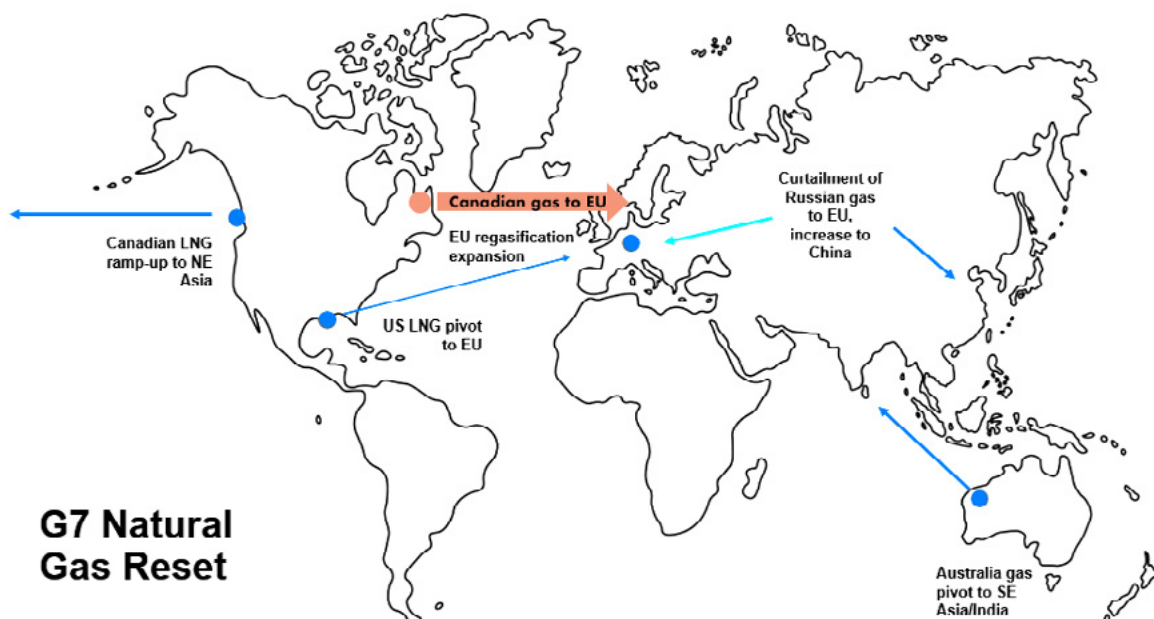 Canadian gas to EU
Curtailment of
Russian gas
to EU,
increase to
China
EU regasification
expansion
Canadian LNG
ramp-up to NE
Asia
US LNG pivot
to EU
G7 Natural
Gas Reset
Australia gas
pivot to SE
Asia/India